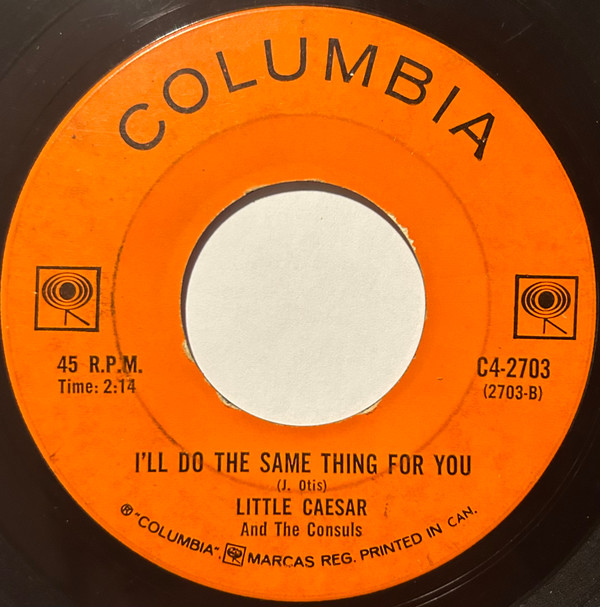 COLUMBIA
45 R.P.M.
Time: 2:14
C4-2703
(2703-B)
I'LL DO THE SAME THING FOR YOU
(J. Otis)
LITTLE CAESAR
And The Consuls
® "COLUMBIA", MARCAS REG. PRINTED IN CAN.